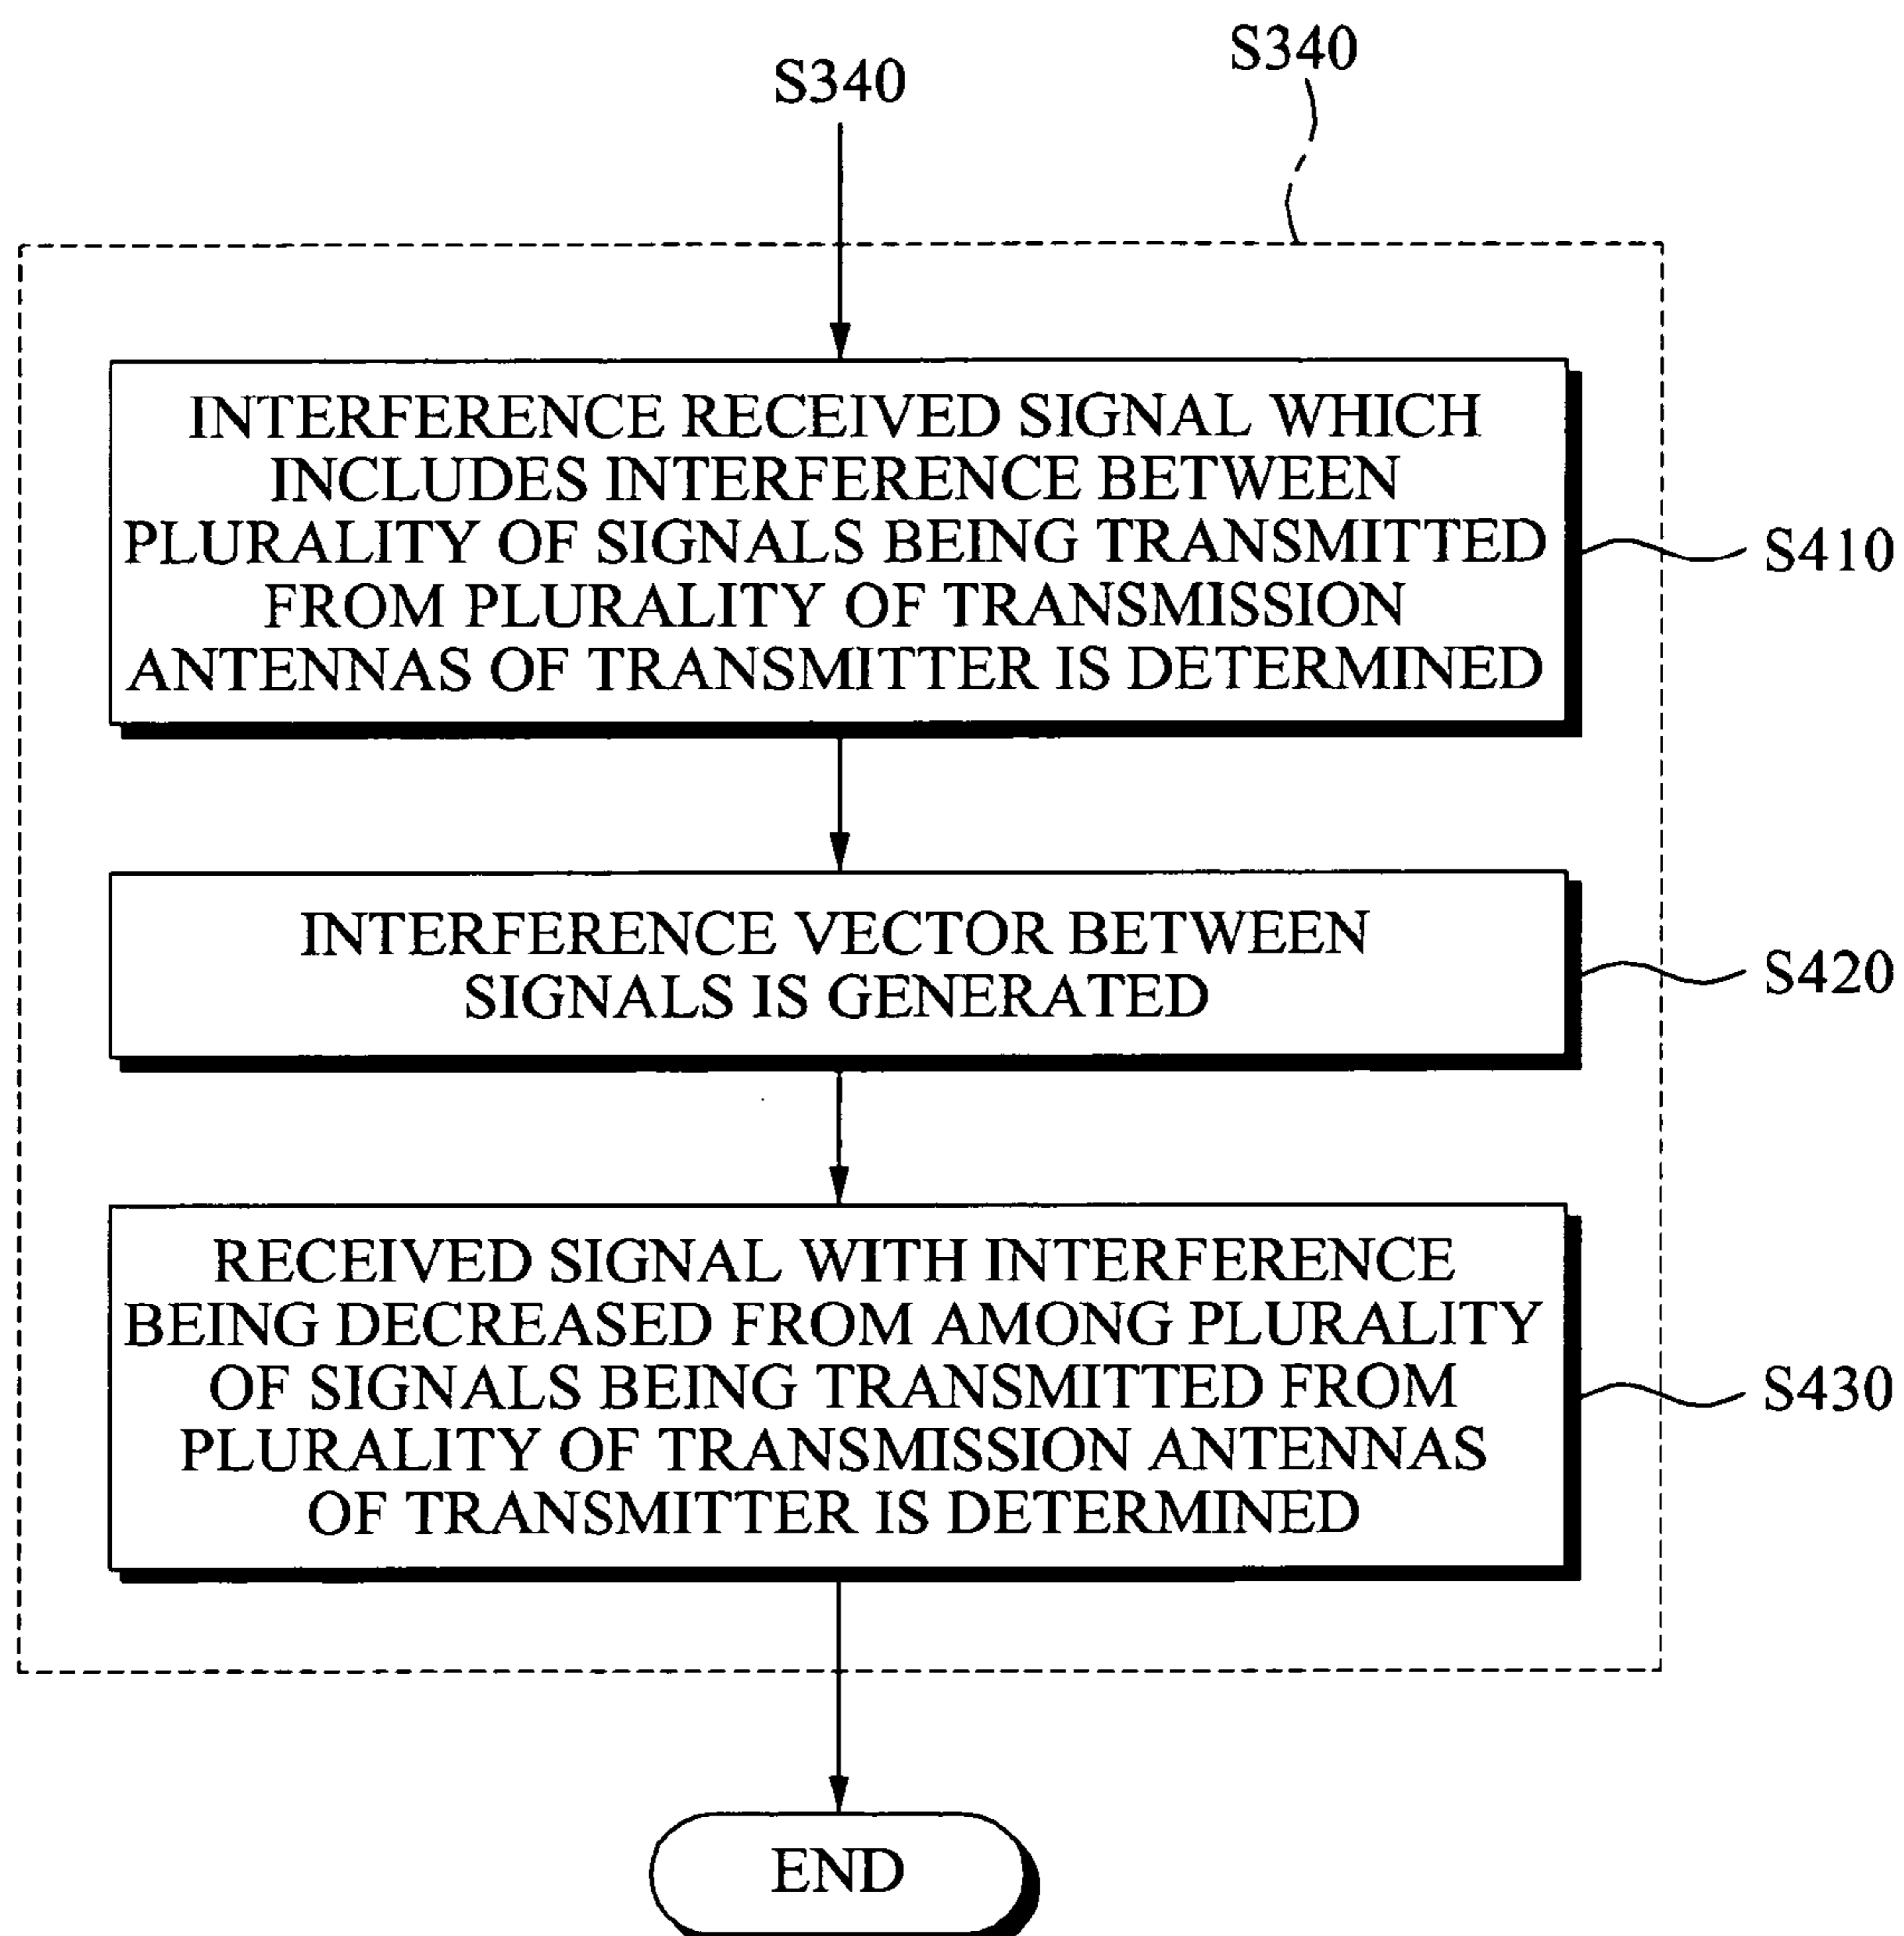 S340
S340
INTERFERENCE RECEIVED SIGNAL WHICH
INCLUDES INTERFERENCE BETWEEN
PLURALITY OF SIGNALS BEING TRANSMITTED
FROM PLURALITY OF TRANSMISSION
ANTENNAS OF TRANSMITTER IS DETERMINED
S410
INTERFERENCE VECTOR BETWEEN
SIGNALS IS GENERATED
S420
RECEIVED SIGNAL WITH INTERFERENCE
BEING DECREASED FROM AMONG PLURALITY
OF SIGNALS BEING TRANSMITTED FROM
PLURALITY OF TRANSMISSION ANTENNAS
OF TRANSMITTER IS DETERMINED
S430
END